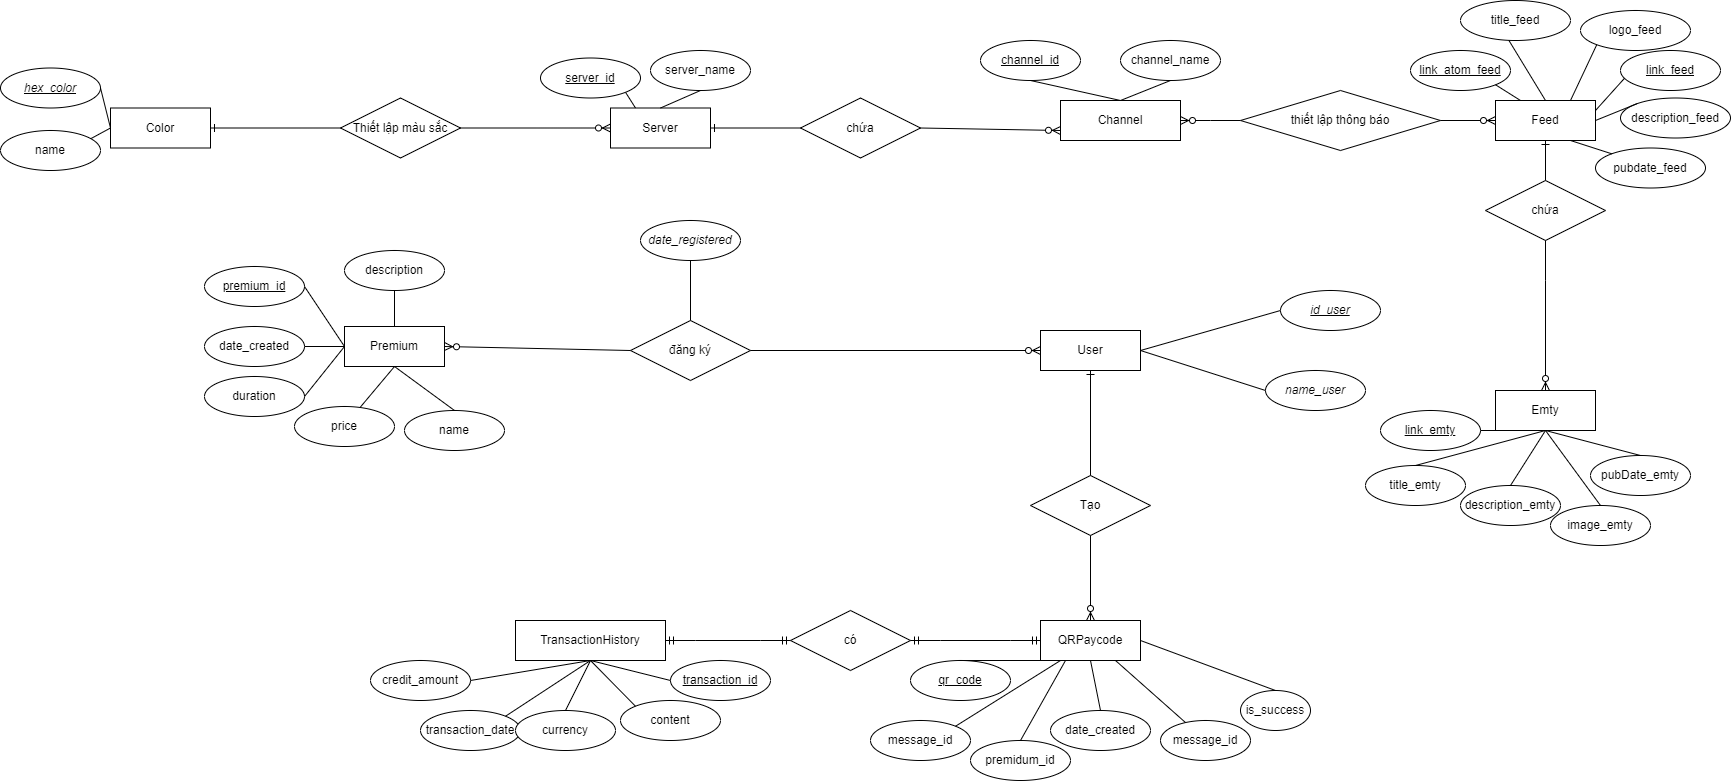 title_feed
logo_feed
channel_id
channel_name
server_id
server_name
link_atom_feed
link_feed
hex_color
name
Color
Thiết lập màu sắc
Server
chứa
Channel
thiết lập thông báo
Feed
description_feed
pubdate_feed
chứa
date_registered
description
premium_id
date_created
duration
Premium
price
name
đăng ký
User
id_user
name_user
Emty
link_emty
title_emty
description_emty
image_emty
pubDate_emty
Tạo
TransactionHistory
có
QRPaycode
credit_amount
transaction_date
currency
content
transaction_id
qr_code
message_id
premidum_id
date_created
message_id
is_success